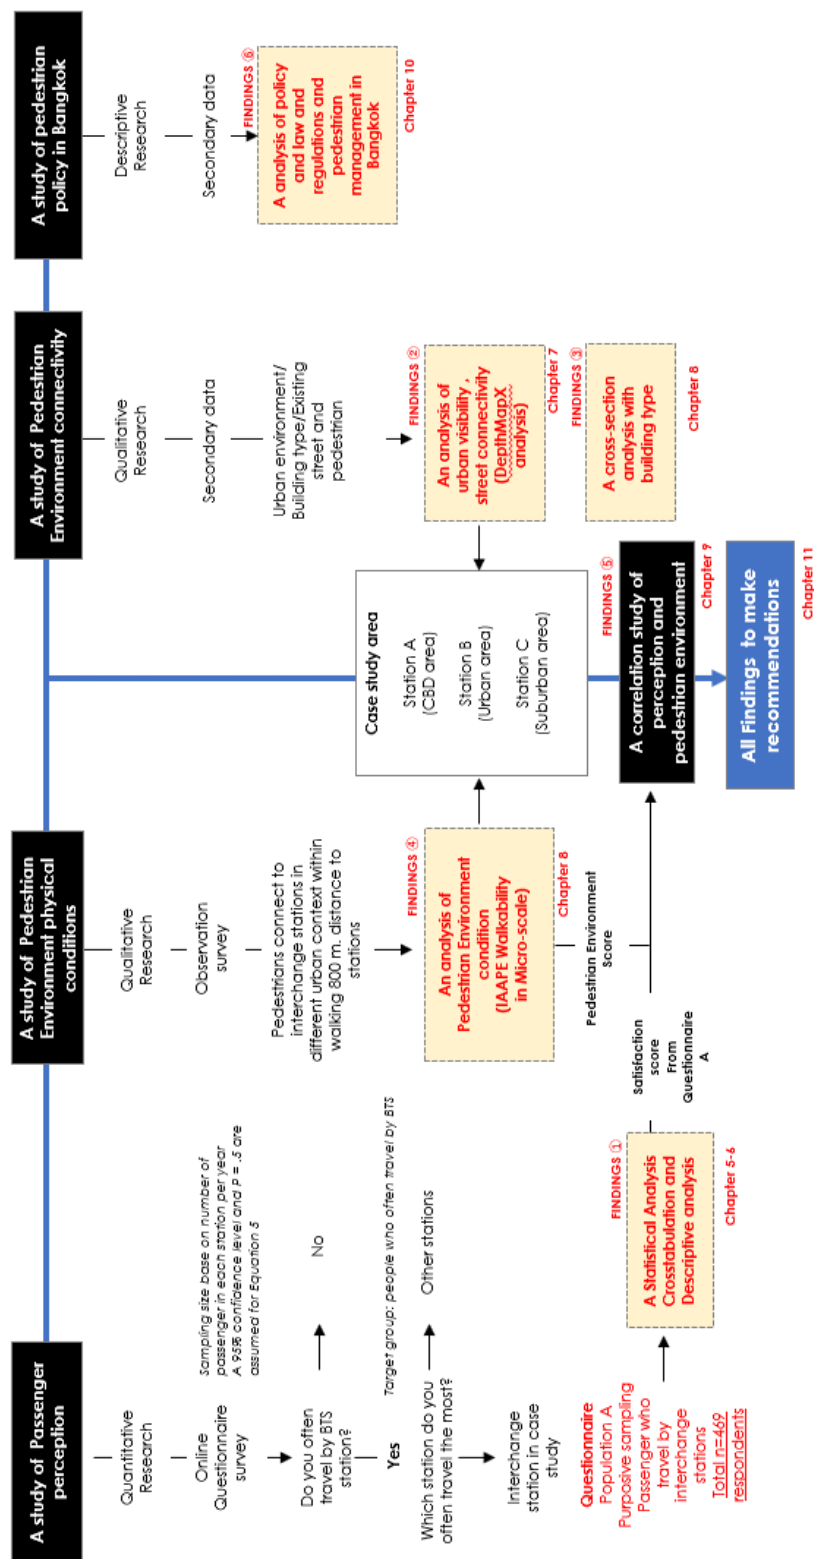 A study of Passenger
perception
Quantitative
Research
Online
Questionnaire
survey
Sampling size base on number of
passenger in each station per year
A 95% confidence level and P = .5 are
assumed for Equation 5
Do you often
travel by BTS
station?
No
Yes
Target group: people who often travel by BTS
Which station do you
often travel the most?
Other stations
Interchange
station in case
study
Questionnaire
Population A
Purposive sampling
Passenger who
travel by
interchange
stations
Total n=469
respondents
FINDINGS ①
A Statistical Analysis
Crosstabulation and
Descriptive analysis
Chapter 5-6
Satisfaction
score
From
Questionnaire
A
A study of Pedestrian
Environment physical
conditions
Qualitative
Research
Observation
survey
Pedestrians connect to
interchange stations in
different urban context within
walking 800 m. distance to
stations
FINDINGS ④
An analysis of
Pedestrian Environment
condition
(IAAPE Walkability
in Micro-scale)
Chapter 8
Pedestrian Environment
Score
Case study area
Station A
(CBD area)
Station B
(Urban area)
Station C
(Suburban area)
FINDINGS ⑤
A correlation study of
perception and
pedestrian environment
Chapter 9
All Findings to make
recommendations
Chapter 11
A study of Pedestrian
Environment connectivity
Qualitative
Research
Secondary data
Urban environment/
Building type/Existing
street and
pedestrian
FINDINGS ②
An analysis of
urban visibility ,
street connectivity
(DepthMapX
analysis)
Chapter 7
FINDINGS ③
A cross-section
analysis with
building type
Chapter 8
A study of pedestrian
policy in Bangkok
Descriptive
Research
Secondary data
FINDINGS ⑥
A analysis of policy
and law and
regulations and
pedestrian
management in
Bangkok
Chapter 10